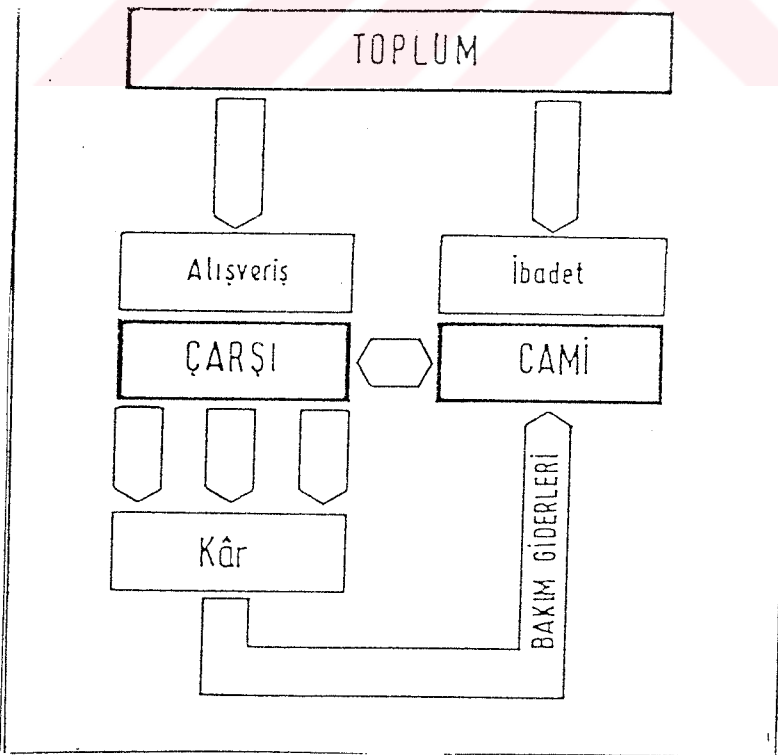 TOPLUM
Alışveriş
İbadet
ÇARŞI
CAMİ
Kâr
BAKIM GİDERLERİ